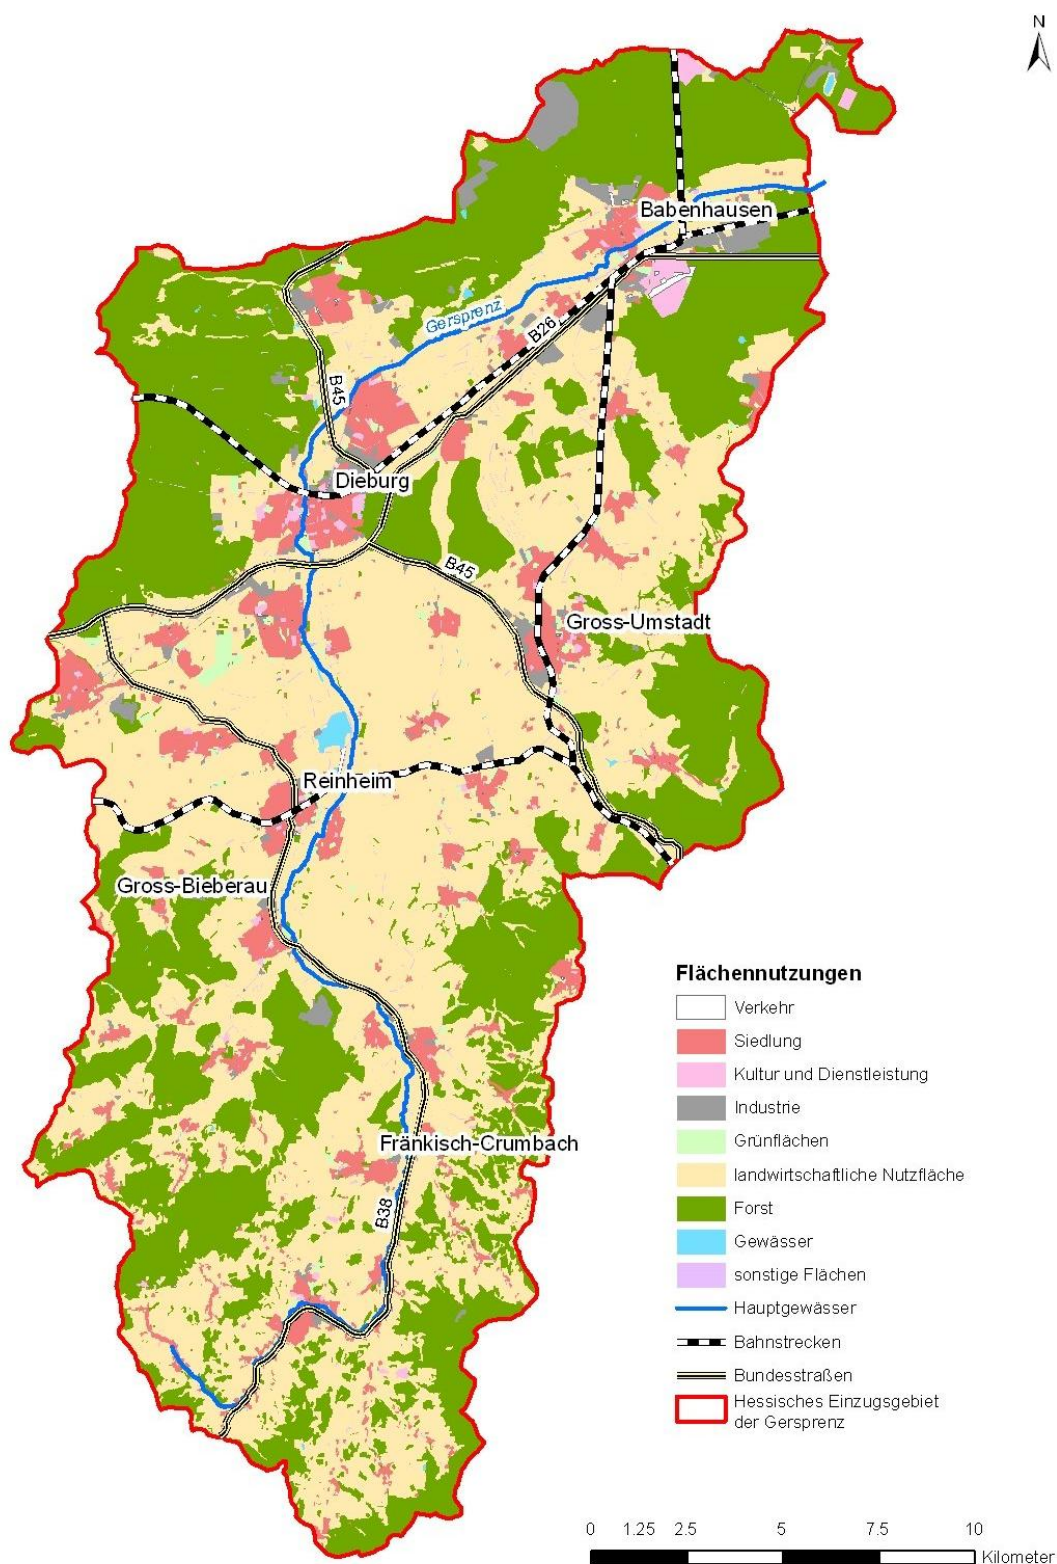 N
Babenhausen
Gersprenz
B26
B45
Dieburg
B45
Gross-Umstadt
Reinheim
Gross-Bieberau
Fränkisch-Crumbach
B38
Flächennutzungen
Verkehr
Siedlung
Kultur und Dienstleistung
Industrie
Grünflächen
landwirtschaftliche Nutzfläche
Forst
Gewässer
sonstige Flächen
Hauptgewässer
Bahnstrecken
Bundesstraßen
Hessisches Einzugsgebiet
der Gersprenz
0 1.25 2.5 5 7.5 10
Kilometer